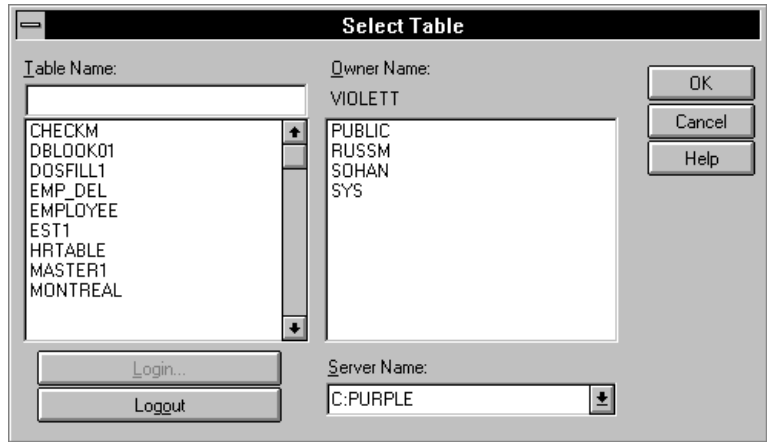 Select Table
Table Name:
CHECKM
DBLOOK01
DOSFILL1
EMP_DEL
EMPLOYEE
EST1
HRTABLE
MASTER1
MONTREAL
Login...
Logout
Owner Name:
VIOLETT
PUBLIC
RUSSM
SOHAN
SYS
Server Name:
C:PURPLE
OK
Cancel
Help